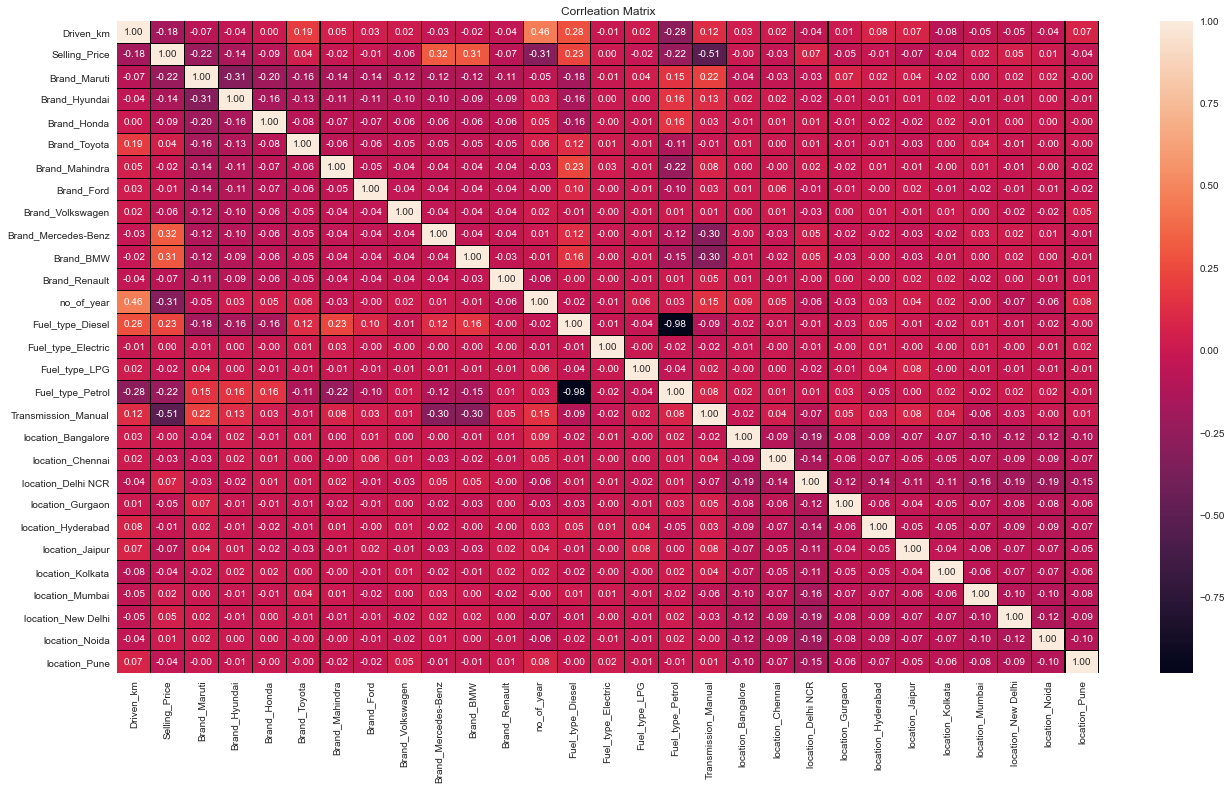 Corrleation Matrix
Driven_km 1.00 -0.18 -0.07 -0.04 0.00 0.19 0.05 0.03 0.02 -0.03 -0.02 -0.04 0.46 0.28 -0.01 0.02 -0.28 0.12 0.03 0.02 -0.04 0.01 0.08 0.07 -0.08 -0.05 -0.05 -0.04 0.07
Selling_Price -0.18 1.00 -0.22 -0.14 -0.09 0.04 -0.02 -0.01 -0.06 0.32 0.31 -0.07 -0.31 0.23 0.00 -0.02 -0.22 -0.51 -0.00 -0.03 0.07 -0.05 -0.01 -0.07 -0.04 0.02 0.05 0.01 -0.04
Brand_Maruti -0.07 -0.22 1.00 -0.31 -0.20 -0.16 -0.14 -0.14 -0.12 -0.12 -0.12 -0.11 -0.05 -0.18 -0.01 0.04 0.15 0.22 -0.04 -0.03 -0.03 0.07 0.02 0.04 -0.02 0.00 0.02 0.02 -0.00
Brand_Hyundai -0.04 -0.14 -0.31 1.00 -0.16 -0.13 -0.11 -0.11 -0.10 -0.10 -0.09 -0.09 0.03 -0.16 0.00 0.00 0.16 0.13 0.02 0.02 -0.02 -0.01 -0.01 0.01 0.02 -0.01 -0.01 0.00 -0.01
Brand_Honda 0.00 -0.09 -0.20 -0.16 1.00 -0.08 -0.07 -0.07 -0.06 -0.06 -0.06 -0.06 0.05 -0.16 -0.00 -0.01 0.16 0.03 -0.01 0.01 0.01 -0.01 -0.02 -0.02 0.02 -0.01 -0.01 0.00 -0.00
Brand_Toyota 0.19 0.04 -0.16 -0.13 -0.08 1.00 -0.06 -0.06 -0.05 -0.05 -0.05 -0.05 0.06 0.12 0.01 -0.00 -0.11 -0.01 0.01 0.00 0.01 -0.01 -0.01 -0.03 0.00 0.04 -0.01 0.00 -0.00
Brand_Mahindra 0.05 -0.02 -0.14 -0.11 -0.07 -0.06 1.00 -0.05 -0.04 -0.04 -0.04 -0.04 -0.03 0.23 0.03 -0.01 -0.22 0.08 0.00 -0.00 0.02 -0.02 0.01 -0.01 -0.00 0.01 -0.01 -0.00 -0.02
Brand_Ford 0.03 -0.01 -0.14 -0.11 -0.07 -0.06 -0.05 1.00 -0.04 -0.04 -0.04 -0.04 -0.00 0.10 -0.00 -0.01 -0.10 0.03 0.01 0.06 -0.01 -0.01 -0.00 0.02 -0.01 0.02 -0.01 -0.01 -0.02
Brand_Volkswagen 0.02 -0.06 -0.12 -0.10 -0.06 -0.05 -0.04 -0.04 1.00 -0.04 -0.04 -0.04 0.02 -0.01 -0.00 -0.01 0.01 0.01 0.00 0.01 -0.03 0.00 -0.01 -0.01 0.01 0.00 -0.02 -0.02 0.05
Brand_Mercedes-Benz -0.03 0.32 -0.12 -0.10 -0.06 -0.05 -0.04 -0.04 -0.04 1.00 -0.04 -0.04 0.01 0.12 -0.00 -0.01 -0.12 -0.30 -0.00 -0.03 0.05 -0.02 -0.02 -0.03 -0.02 0.03 0.02 0.01 -0.01
Brand_BMW -0.02 0.31 -0.12 -0.09 -0.06 -0.05 -0.04 -0.04 -0.04 -0.04 1.00 -0.03 -0.01 0.16 -0.00 -0.01 -0.15 -0.30 -0.01 -0.02 0.05 -0.03 -0.00 -0.03 -0.01 -0.00 0.02 0.00 -0.01
Brand_Renault -0.04 -0.07 -0.11 -0.09 -0.06 -0.05 -0.04 -0.04 -0.04 -0.04 -0.03 1.00 -0.06 -0.00 -0.00 -0.01 0.01 0.05 0.01 -0.01 -0.00 -0.00 -0.00 0.02 0.02 -0.02 0.00 -0.01 0.01
no_of_year 0.46 -0.31 -0.05 0.03 0.05 0.06 -0.03 -0.00 0.02 0.01 -0.01 -0.06 1.00 -0.02 -0.01 0.06 0.03 0.15 0.09 0.05 -0.06 -0.03 0.03 0.04 0.02 -0.00 -0.07 -0.06 0.08
Fuel_type_Diesel 0.28 0.23 -0.18 -0.16 -0.16 0.12 0.23 0.10 -0.01 0.12 0.16 -0.00 -0.02 1.00 -0.01 -0.04 -0.98 -0.09 -0.02 -0.01 -0.01 -0.03 0.05 -0.01 -0.02 0.01 -0.01 -0.02 -0.00
Fuel_type_Electric -0.01 0.00 -0.01 0.00 -0.00 0.01 0.03 -0.00 -0.00 -0.00 -0.00 -0.00 -0.01 -0.01 1.00 -0.00 -0.02 -0.02 -0.01 0.00 -0.01 -0.01 0.01 -0.00 -0.00 -0.01 0.01 -0.01 0.02
Fuel_type_LPG 0.02 -0.02 0.04 0.00 -0.01 -0.00 -0.01 -0.01 -0.01 -0.01 -0.01 -0.01 0.06 -0.04 -0.00 1.00 -0.04 0.02 0.00 0.00 -0.02 -0.01 0.04 0.08 -0.01 -0.01 -0.01 -0.01 -0.01
Fuel_type_Petrol -0.28 -0.22 0.15 0.16 0.16 -0.11 -0.22 -0.10 0.01 -0.12 -0.15 0.01 0.03 -0.98 -0.02 -0.04 1.00 0.08 0.02 0.01 0.01 0.03 -0.05 -0.00 0.02 0.00 0.02 0.02 -0.01
Transmission_Manual 0.12 -0.51 0.22 0.13 0.03 -0.01 0.08 0.03 0.01 -0.30 -0.30 0.05 0.15 -0.09 -0.02 0.02 0.08 1.00 -0.02 0.04 -0.07 0.05 0.03 0.08 0.04 -0.06 -0.03 -0.00 0.01
location_Bangalore 0.03 -0.00 -0.04 0.02 -0.01 0.01 0.00 0.01 0.00 -0.00 -0.01 0.01 0.09 -0.02 -0.01 0.00 0.02 -0.02 1.00 -0.09 -0.19 -0.08 -0.09 -0.07 -0.07 -0.10 -0.12 -0.12 -0.10
location_Chennai 0.02 -0.03 -0.03 0.02 0.01 0.00 -0.00 0.06 0.01 -0.03 -0.02 -0.01 0.05 -0.01 0.00 0.00 0.01 0.04 -0.09 1.00 -0.14 -0.06 -0.07 -0.05 -0.05 -0.07 -0.09 -0.09 -0.07
location_Delhi NCR -0.04 0.07 -0.03 -0.02 0.01 0.01 0.02 -0.01 -0.03 0.05 0.05 -0.00 -0.06 -0.01 -0.01 -0.02 0.01 -0.07 -0.19 -0.14 1.00 -0.12 -0.14 -0.11 -0.11 -0.16 -0.19 -0.19 -0.15
location_Gurgaon 0.01 -0.05 0.07 -0.01 -0.01 -0.01 -0.02 -0.01 0.00 -0.02 -0.03 -0.00 -0.03 -0.03 -0.01 -0.01 0.03 0.05 -0.08 -0.06 -0.12 1.00 -0.06 -0.04 -0.05 -0.07 -0.08 -0.08 -0.06
location_Hyderabad 0.08 -0.01 0.02 -0.01 -0.02 -0.01 0.01 -0.00 -0.01 -0.02 -0.00 -0.00 0.03 0.05 0.01 0.04 -0.05 0.03 -0.09 -0.07 -0.14 -0.06 1.00 -0.05 -0.05 -0.07 -0.09 -0.09 -0.07
location_Jaipur 0.07 -0.07 0.04 0.01 -0.02 -0.03 -0.01 0.02 -0.01 -0.03 -0.03 0.02 0.04 -0.01 -0.00 0.08 -0.00 0.08 -0.07 -0.05 -0.11 -0.04 -0.05 1.00 -0.04 -0.06 -0.07 -0.07 -0.05
location_Kolkata -0.08 -0.04 -0.02 0.02 0.02 0.00 -0.00 -0.01 0.01 -0.02 -0.01 0.02 0.02 -0.02 -0.00 -0.01 0.02 0.04 -0.07 -0.05 -0.11 -0.05 -0.05 -0.04 1.00 -0.06 -0.07 -0.07 -0.06
location_Mumbai -0.05 0.02 0.00 -0.01 -0.01 0.04 0.01 0.02 0.00 0.03 -0.00 -0.02 -0.00 0.01 -0.01 -0.01 0.00 -0.06 -0.10 -0.07 -0.16 -0.07 -0.07 -0.06 -0.06 1.00 -0.10 -0.10 -0.08
location_New Delhi -0.05 0.05 0.02 -0.01 -0.01 -0.01 -0.01 -0.01 -0.02 0.02 0.02 0.00 -0.07 -0.01 0.01 -0.01 0.02 -0.03 -0.12 -0.09 -0.19 -0.08 -0.09 -0.07 -0.07 -0.10 1.00 -0.12 -0.09
location_Noida -0.04 0.01 0.02 0.00 0.00 0.00 -0.00 -0.01 -0.02 0.01 0.00 -0.01 -0.06 -0.02 -0.01 -0.01 0.02 -0.00 -0.12 -0.09 -0.19 -0.08 -0.09 -0.07 -0.07 -0.10 -0.12 1.00 -0.10
location_Pune 0.07 -0.04 -0.00 -0.01 -0.00 -0.00 -0.02 -0.02 0.05 -0.01 -0.01 0.01 0.08 -0.00 0.02 -0.01 -0.01 0.01 -0.10 -0.07 -0.15 -0.06 -0.07 -0.05 -0.06 -0.08 -0.09 -0.10 1.00
Driven_km
Selling_Price
Brand_Maruti
Brand_Hyundai
Brand_Honda
Brand_Toyota
Brand_Mahindra
Brand_Ford
Brand_Volkswagen
Brand_Mercedes-Benz
Brand_BMW
Brand_Renault
no_of_year
Fuel_type_Diesel
Fuel_type_Electric
Fuel_type_LPG
Fuel_type_Petrol
Transmission_Manual
location_Bangalore
location_Chennai
location_Delhi NCR
location_Gurgaon
location_Hyderabad
location_Jaipur
location_Kolkata
location_Mumbai
location_New Delhi
location_Noida
location_Pune
1.00
0.75
0.50
0.25
0.00
-0.25
-0.50
-0.75